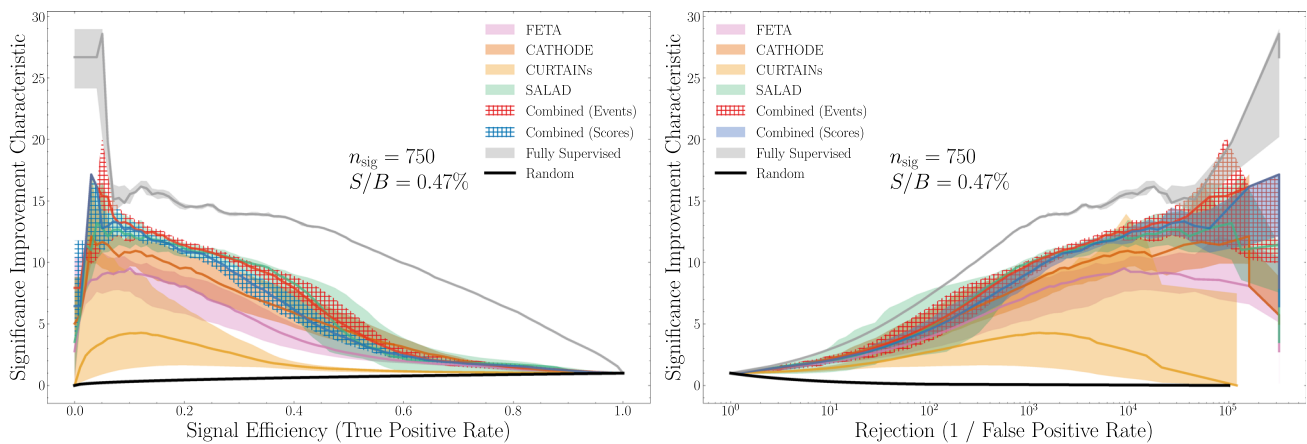 Significance Improvement Characteristic
30
25
20
15
10
5
0
FETA
CATHODE
CURTAINs
SALAD
Combined (Events)
Combined (Scores)
Fully Supervised
Random
n_sig = 750
S/B = 0.47%
0.0 0.2 0.4 0.6 0.8 1.0
Signal Efficiency (True Positive Rate)
Significance Improvement Characteristic
30
25
20
15
10
5
0
FETA
CATHODE
CURTAINs
SALAD
Combined (Events)
Combined (Scores)
Fully Supervised
Random
n_sig = 750
S/B = 0.47%
10^0 10^1 10^2 10^3 10^4 10^5
Rejection (1 / False Positive Rate)